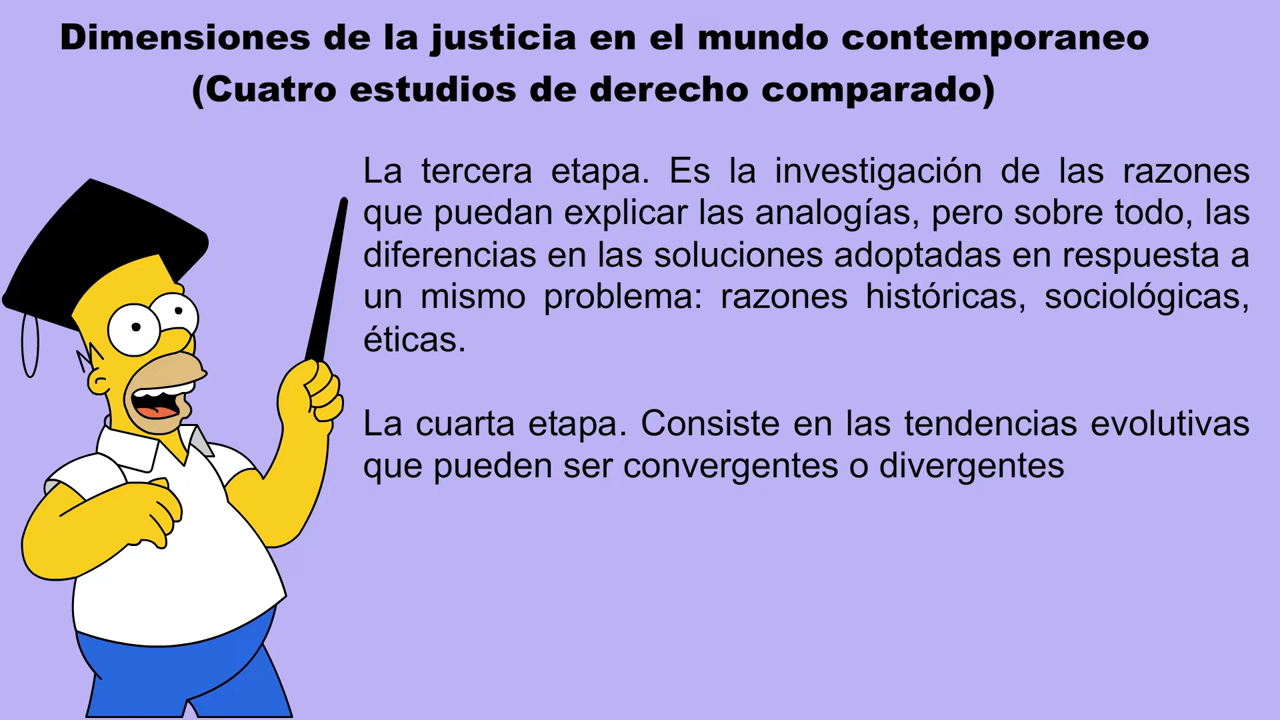 Dimensiones de la justicia en el mundo contemporaneo
(Cuatro estudios de derecho comparado)
La tercera etapa. Es la investigación de las razones
que puedan explicar las analogías, pero sobre todo, las
diferencias en las soluciones adoptadas en respuesta a
un mismo problema: razones históricas, sociológicas,
éticas.
La cuarta etapa. Consiste en las tendencias evolutivas
que pueden ser convergentes o divergentes